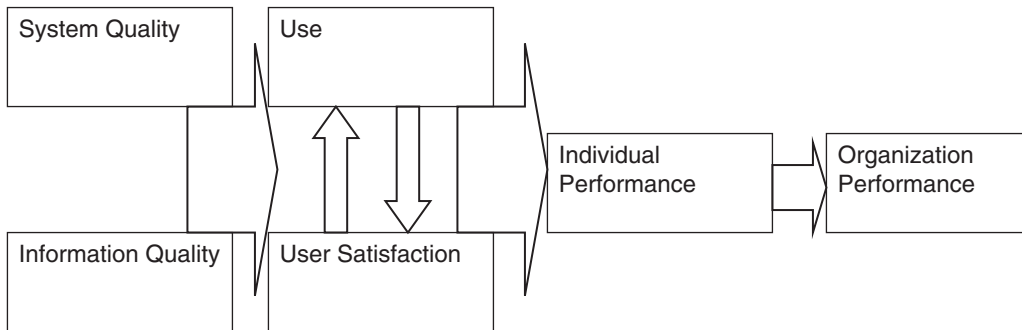 System Quality
Use
Individual
Performance
Organization
Performance
Information Quality
User Satisfaction